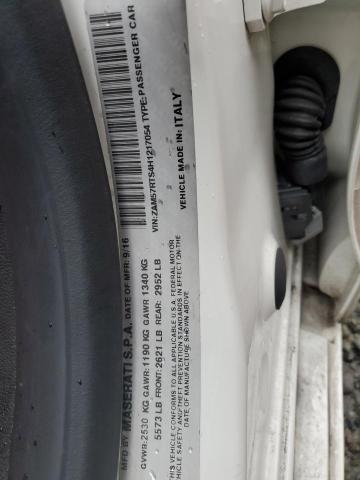 MFD BY MASERATI S.P.A. DATE OF MFR: 9/16
GVWR: 2530 KG GAWR: 1190 KG GAWR 1340 KG
5573 LB FRONT: 2621 LB REAR: 2952 LB
THIS VEHICLE CONFORMS TO ALL APPLICABLE U.S.A. FEDERAL MOTOR
VEHICLE SAFETY AND THEFT PREVENTION STANDARDS IN EFFECT ON THE
DATE OF MANUFACTURE SHOWN ABOVE
VIN: ZAM57RTS4H1217054 TYPE: PASSENGER CAR
VEHICLE MADE IN: ITALY